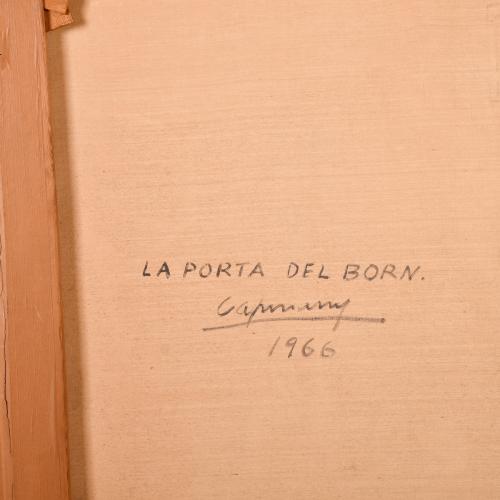 LA PORTA DEL BORN.
Capmany
1966